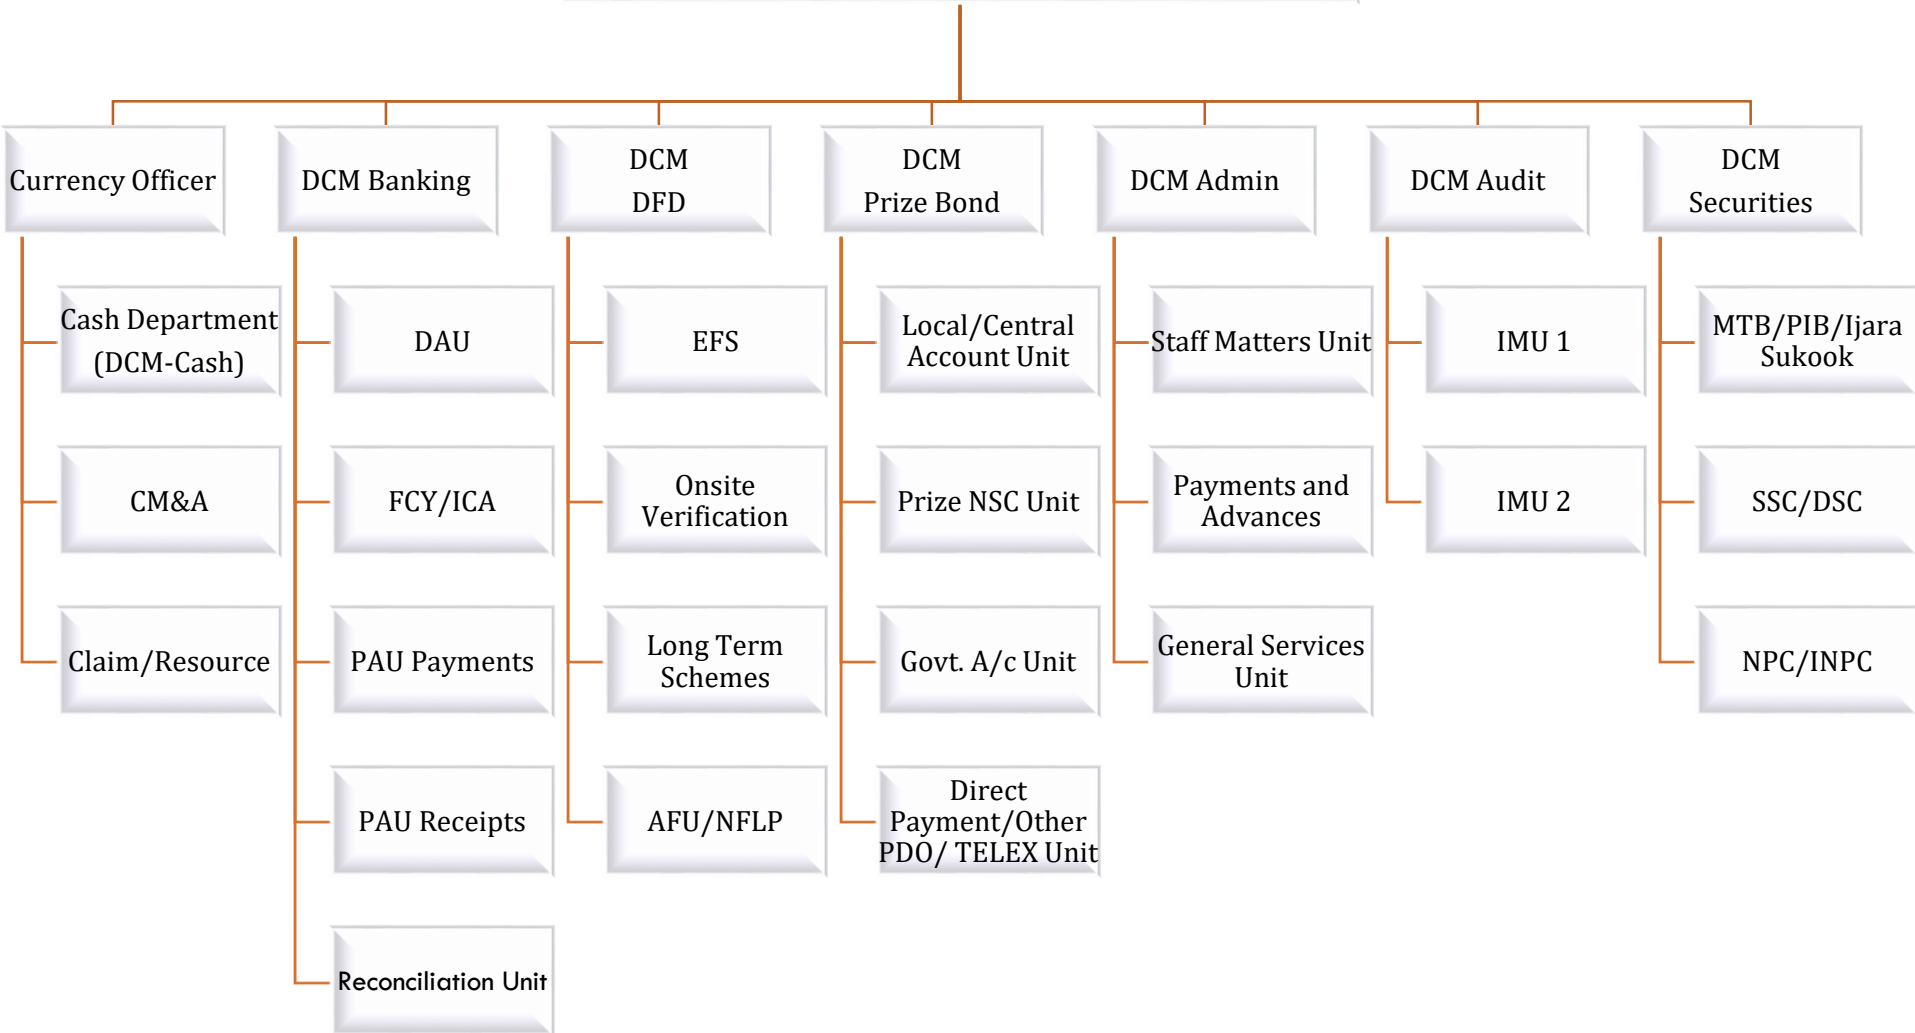 Currency Officer
DCM Banking
DCM
DFD
DCM
Prize Bond
DCM Admin
DCM Audit
DCM
Securities
Cash Department
(DCM-Cash)
DAU
EFS
Local/Central
Account Unit
Staff Matters Unit
IMU 1
MTB/PIB/Ijara
Sukook
CM&A
FCY/ICA
Onsite
Verification
Prize NSC Unit
Payments and
Advances
IMU 2
SSC/DSC
Claim/Resource
PAU Payments
Long Term
Schemes
Govt. A/c Unit
General Services
Unit
NPC/INPC
PAU Receipts
AFU/NFLP
Direct
Payment/Other
PDO/ TELEX Unit
Reconciliation Unit